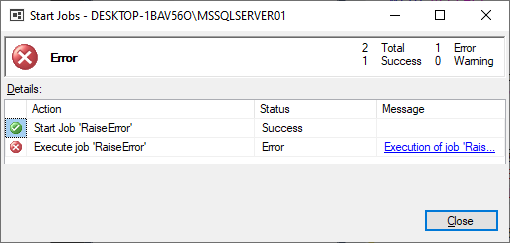 Start Jobs - DESKTOP-1BAV56O\MSSQLSERVER01
Error
2 Total 1 Error
1 Success 0 Warning
Details:
Action Status Message
Start Job 'RaiseError' Success
Execute job 'RaiseError' Error Execution of job 'Rais...
Close